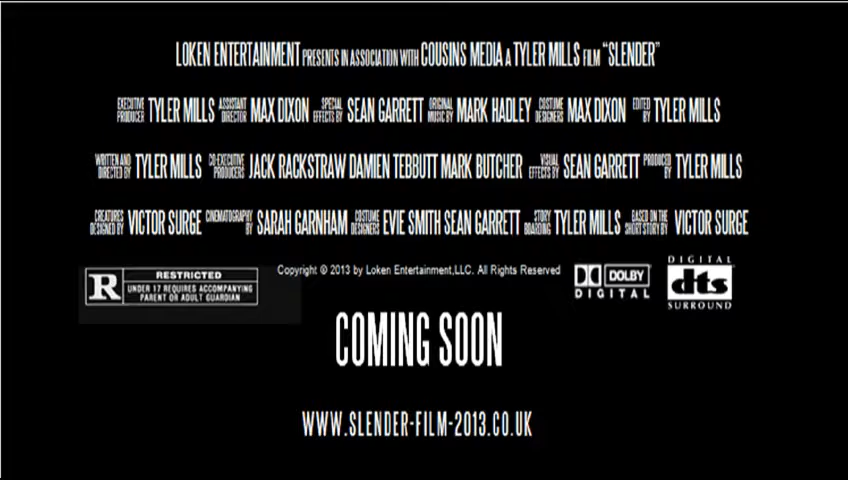 LOKEN ENTERTAINMENT PRESENTS IN ASSOCIATION WITH COUSINS MEDIA A TYLER MILLS FILM "SLENDER"
EXECUTIVE PRODUCER TYLER MILLS ASSISTANT DIRECTOR MAX DIXON SPECIAL EFFECTS BY SEAN GARRETT ORIGINAL MUSIC BY MARK HADLEY COSTUME DESIGNERS MAX DIXON EDITED BY TYLER MILLS
WRITTEN AND DIRECTED BY TYLER MILLS CO-EXECUTIVE PRODUCERS JACK RACKSTRAW DAMIEN TEBBUTT MARK BUTCHER VISUAL EFFECTS BY SEAN GARRETT PRODUCED BY TYLER MILLS
CREATURES DESIGNED BY VICTOR SURGE CINEMATOGRAPHY BY SARAH GARNHAM COSTUME DESIGNERS EVIE SMITH SEAN GARRETT STORY BOARDING TYLER MILLS BASED ON THE SHORT STORY BY VICTOR SURGE
R RESTRICTED
UNDER 17 REQUIRES ACCOMPANYING
PARENT OR ADULT GUARDIAN
Copyright © 2013 by Loken Entertainment,LLC. All Rights Reserved
DOLBY
DIGITAL
DIGITAL
dts
SURROUND
COMING SOON
WWW.SLENDER-FILM-2013.CO.UK